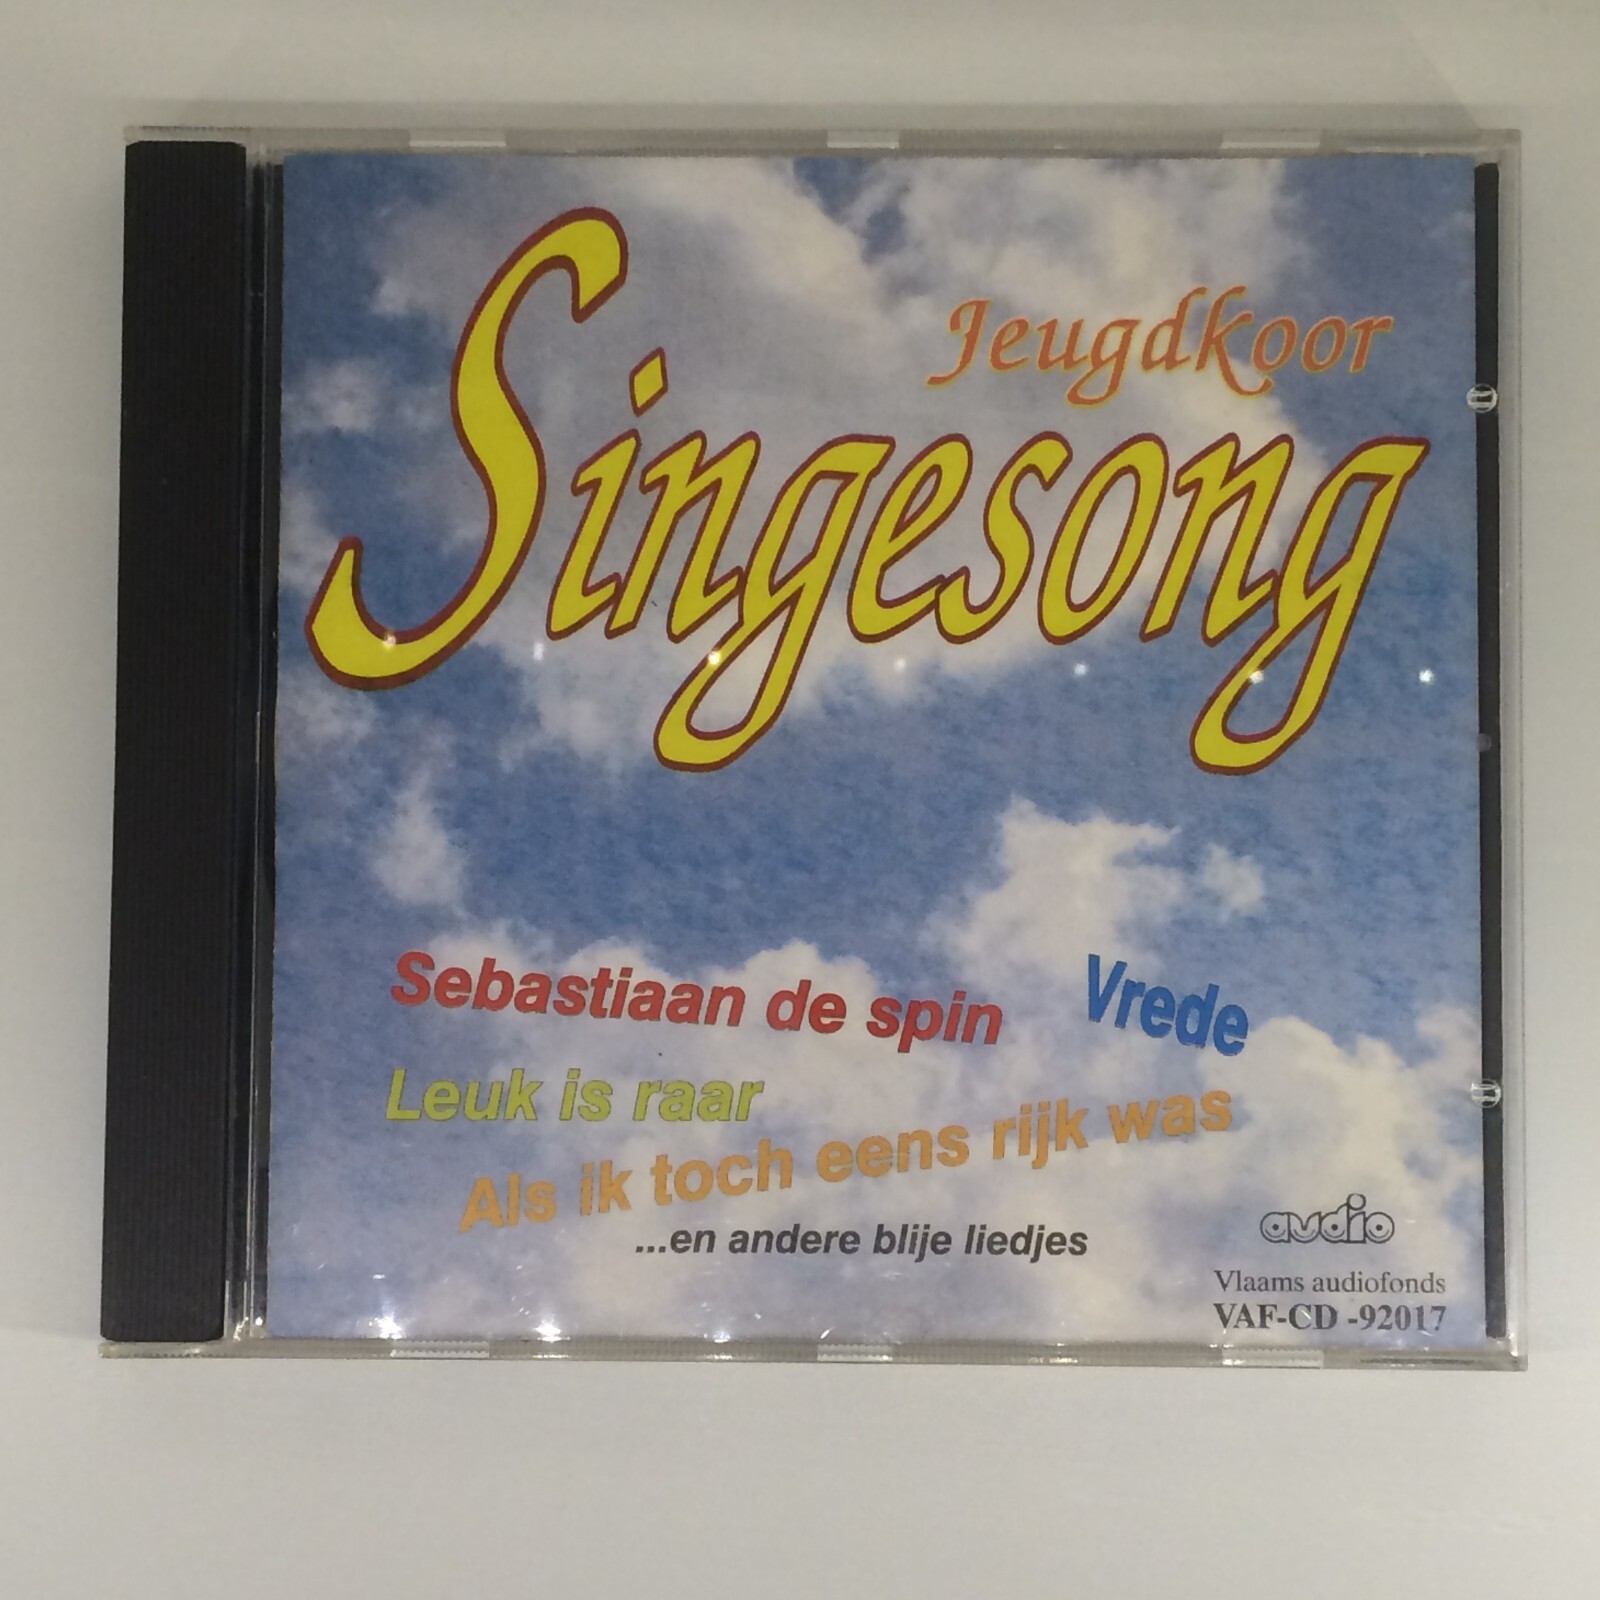 Jeugdkoor
Singesong
Sebastiaan de spin
Vrede
Leuk is raar
Als ik toch eens rijk was
...en andere blije liedjes
audio
Vlaams audiofonds
VAF-CD -92017